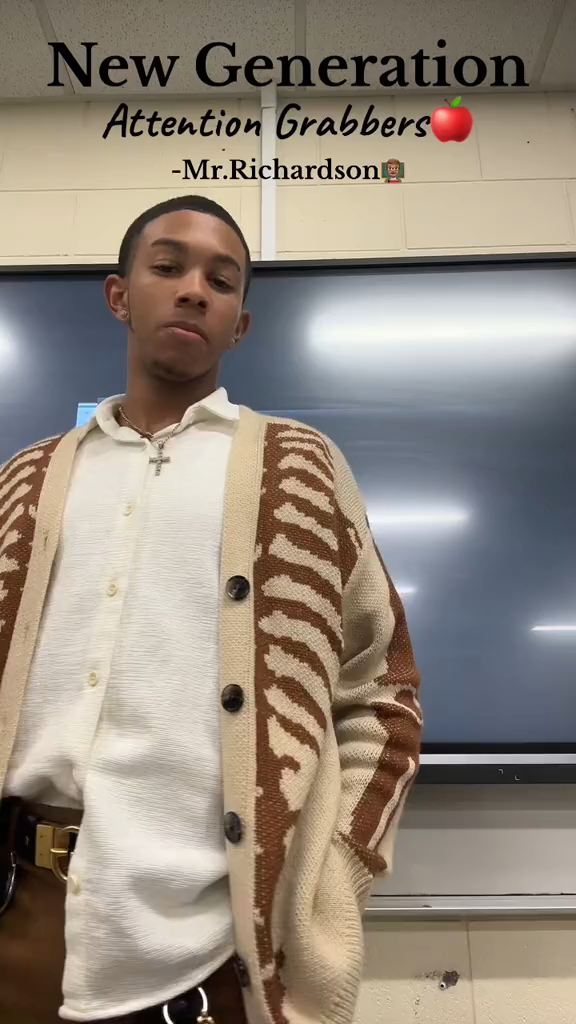 New Generation
Attention Grabbers🍎
-Mr.Richardson👨🏽‍🏫